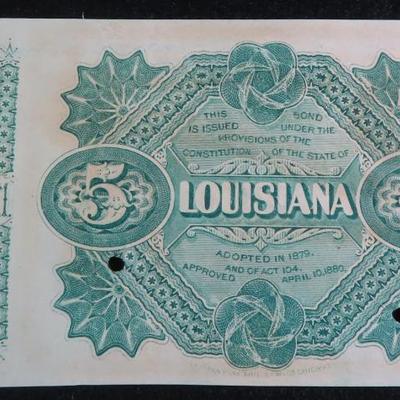 THIS BOND
IS ISSUED UNDER THE
PROVISIONS OF THE
CONSTITUTION OF THE STATE OF
5 LOUISIANA
ADOPTED IN 1879,
AND OF ACT 104,
APPROVED APRIL 10, 1880.